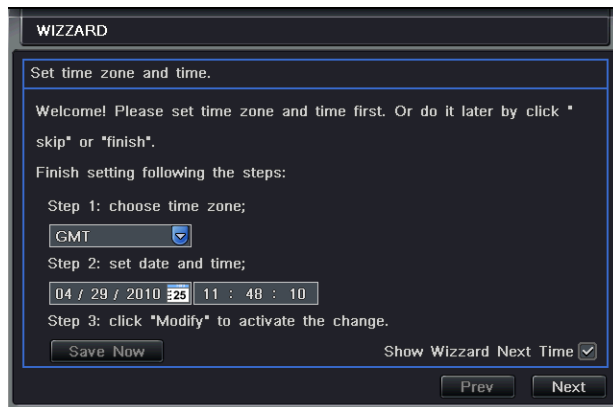 WIZZARD
Set time zone and time.
Welcome! Please set time zone and time first. Or do it later by click "
skip" or "finish".
Finish setting following the steps:
Step 1: choose time zone;
GMT
Step 2: set date and time;
04 / 29 / 2010 25 11 : 48 : 10
Step 3: click "Modify" to activate the change.
Save Now Show Wizzard Next Time
Prev Next